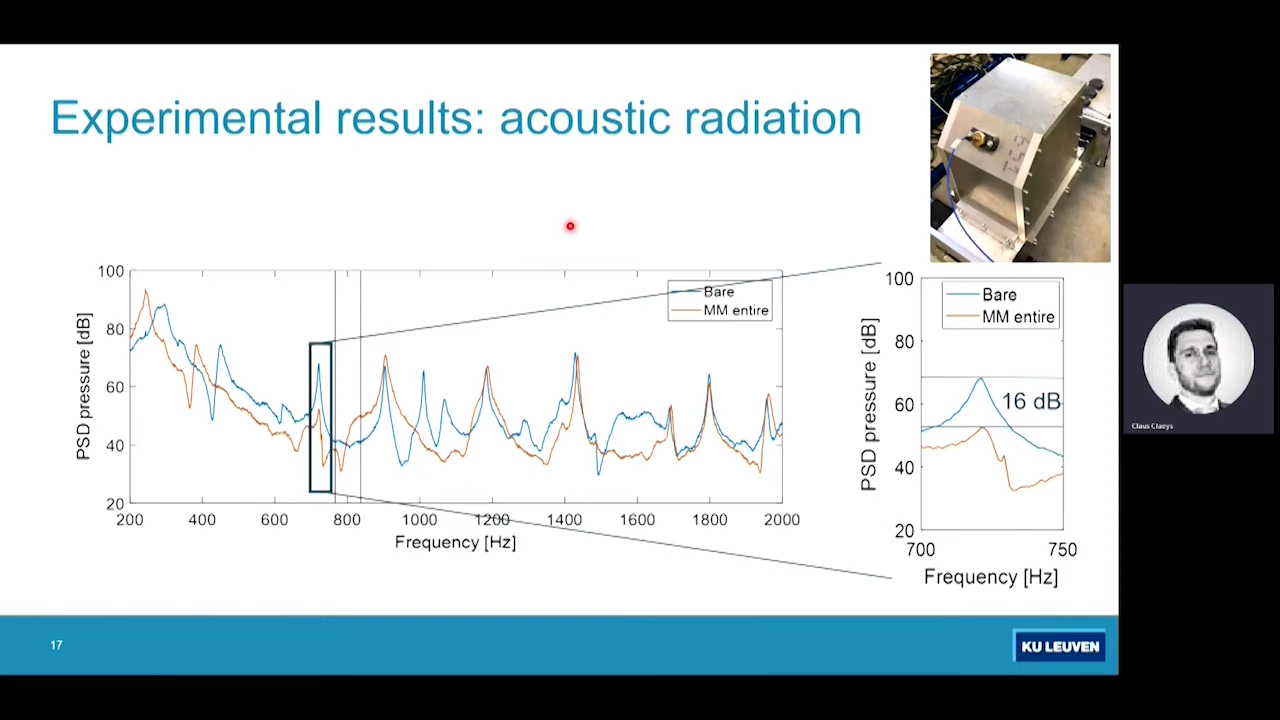 Experimental results: acoustic radiation
100
80
60
40
20
PSD pressure [dB]
Bare
MM entire
200 400 600 800 1000 1200 1400 1600 1800 2000
Frequency [Hz]
100
80
60
40
20
PSD pressure [dB]
Bare
MM entire
16 dB
700 750
Frequency [Hz]
Claus Claeys
17
KU LEUVEN